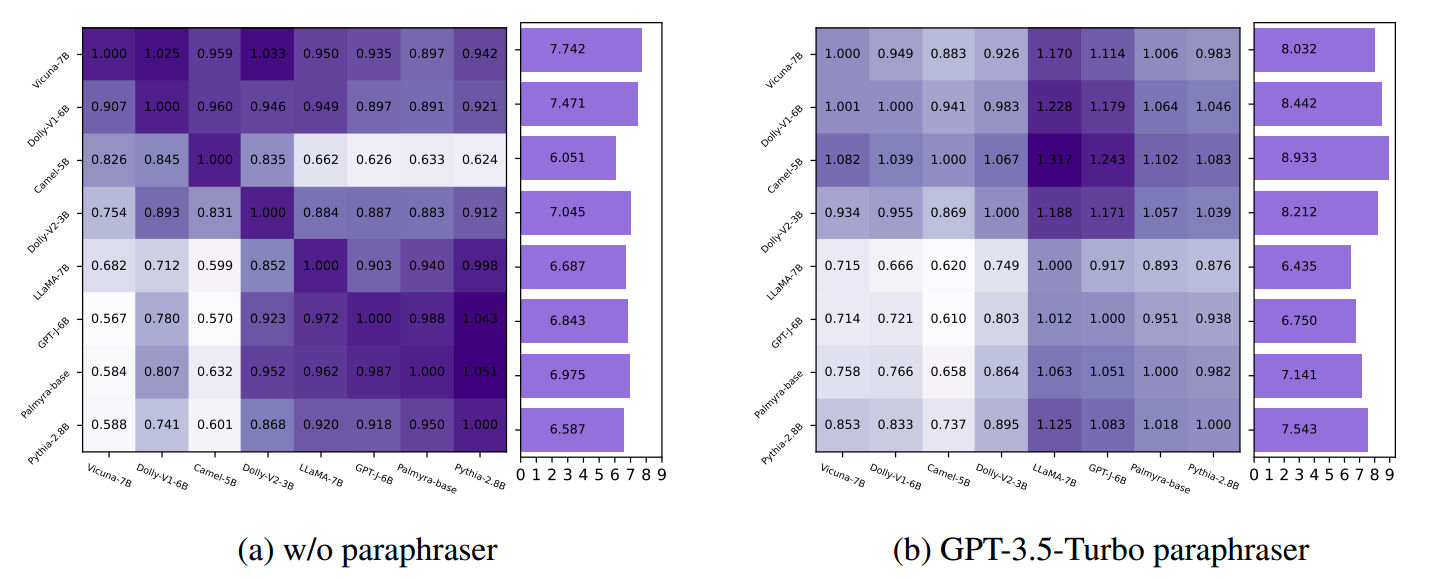 Vicuna-7B 1.000 1.025 0.959 1.033 0.950 0.935 0.897 0.942 7.742
Dolly-V1-6B 0.907 1.000 0.960 0.946 0.949 0.897 0.891 0.921 7.471
Camel-5B 0.826 0.845 1.000 0.835 0.662 0.626 0.633 0.624 6.051
Dolly-V2-3B 0.754 0.893 0.831 1.000 0.884 0.887 0.883 0.912 7.045
LLaMA-7B 0.682 0.712 0.599 0.852 1.000 0.903 0.940 0.998 6.687
GPT-J-6B 0.567 0.780 0.570 0.923 0.972 1.000 0.988 1.043 6.843
Palmyra-base 0.584 0.807 0.632 0.952 0.962 0.987 1.000 1.051 6.975
Pythia-2.8B 0.588 0.741 0.601 0.868 0.920 0.918 0.950 1.000 6.587
Vicuna-7B Dolly-V1-6B Camel-5B Dolly-V2-3B LLaMA-7B GPT-J-6B Palmyra-base Pythia-2.8B
0 1 2 3 4 5 6 7 8 9
(a) w/o paraphraser
Vicuna-7B 1.000 0.949 0.883 0.926 1.170 1.114 1.006 0.983 8.032
Dolly-V1-6B 1.001 1.000 0.941 0.983 1.228 1.179 1.064 1.046 8.442
Camel-5B 1.082 1.039 1.000 1.067 1.317 1.243 1.102 1.083 8.933
Dolly-V2-3B 0.934 0.955 0.869 1.000 1.188 1.171 1.057 1.039 8.212
LLaMA-7B 0.715 0.666 0.620 0.749 1.000 0.917 0.893 0.876 6.435
GPT-J-6B 0.714 0.721 0.610 0.803 1.012 1.000 0.951 0.938 6.750
Palmyra-base 0.758 0.766 0.658 0.864 1.063 1.051 1.000 0.982 7.141
Pythia-2.8B 0.853 0.833 0.737 0.895 1.125 1.083 1.018 1.000 7.543
Vicuna-7B Dolly-V1-6B Camel-5B Dolly-V2-3B LLaMA-7B GPT-J-6B Palmyra-base Pythia-2.8B
0 1 2 3 4 5 6 7 8 9
(b) GPT-3.5-Turbo paraphraser